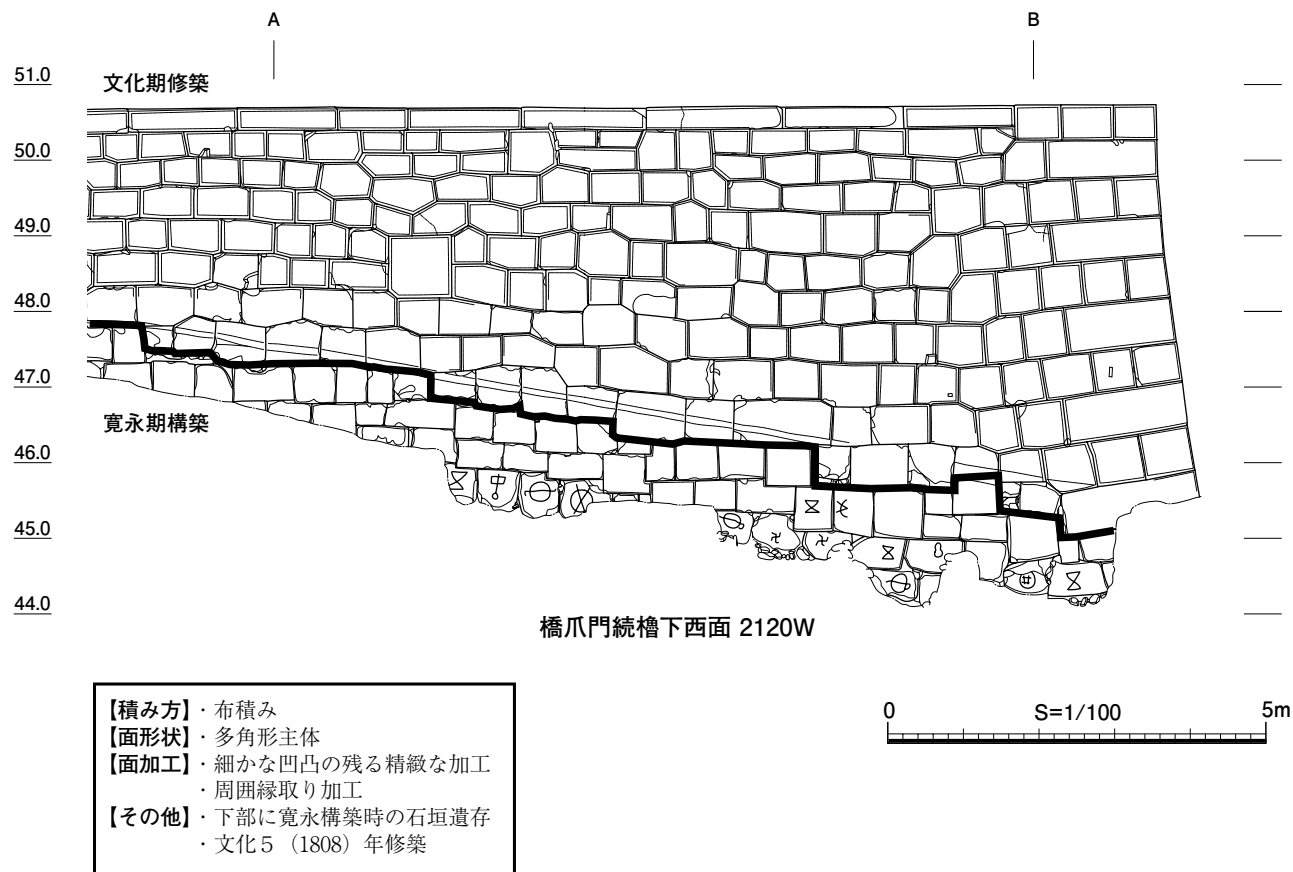 A
B
51.0
文化期修築
50.0
49.0
48.0
47.0
寛永期構築
46.0
45.0
44.0
橋爪門続櫓下西面 2120W
0
S=1/100
5m
【積み方】・布積み
【面形状】・多角形主体
【面加工】・細かな凹凸の残る精緻な加工
・周囲縁取り加工
【その他】・下部に寛永構築時の石垣遺存
・文化5（1808）年修築